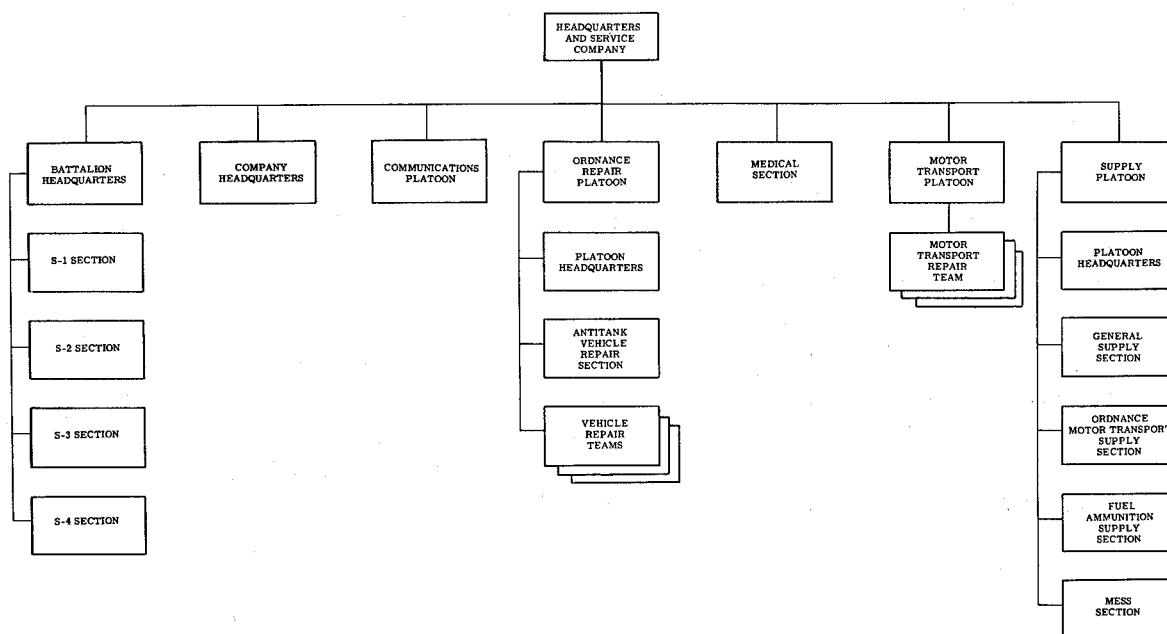 HEADQUARTERS
AND SERVICE
COMPANY
BATTALION
HEADQUARTERS
COMPANY
HEADQUARTERS
COMMUNICATIONS
PLATOON
ORDNANCE
REPAIR
PLATOON
MEDICAL
SECTION
MOTOR
TRANSPORT
PLATOON
SUPPLY
PLATOON
S-1 SECTION
PLATOON
HEADQUARTERS
MOTOR
TRANSPORT
REPAIR
TEAM
PLATOON
HEADQUARTERS
S-2 SECTION
ANTITANK
VEHICLE
REPAIR
SECTION
GENERAL
SUPPLY
SECTION
S-3 SECTION
VEHICLE
REPAIR
TEAMS
ORDNANCE
MOTOR TRANSPORT
SUPPLY
SECTION
S-4 SECTION
FUEL
AMMUNITION
SUPPLY
SECTION
MESS
SECTION